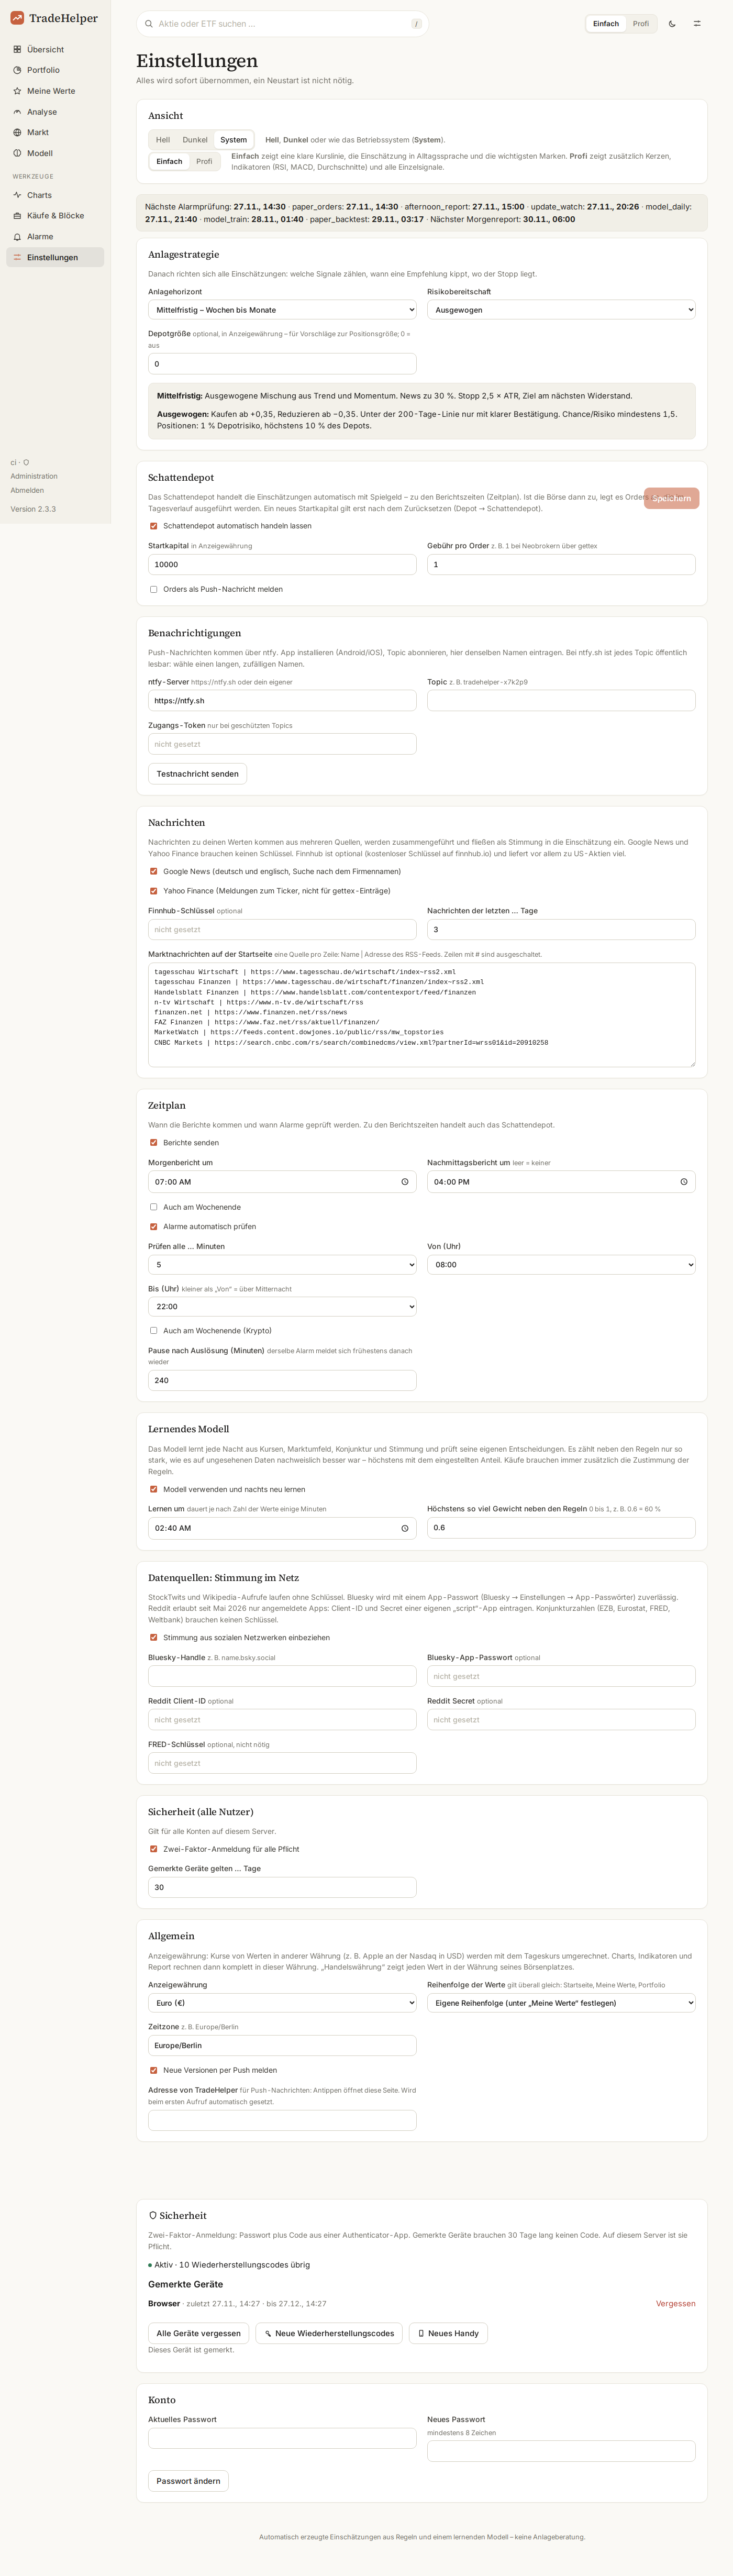 TradeHelper
Übersicht
Portfolio
Meine Werte
Analyse
Markt
Modell
WERKZEUGE
Charts
Käufe & Blöcke
Alarme
Einstellungen
ci ·
Administration
Abmelden
Version 2.3.3
Aktie oder ETF suchen …
/
Einfach Profi
Einstellungen
Alles wird sofort übernommen, ein Neustart ist nicht nötig.
Ansicht
Hell Dunkel System
Hell, Dunkel oder wie das Betriebssystem (System).
Einfach Profi
Einfach zeigt eine klare Kurslinie, die Einschätzung in Alltagssprache und die wichtigsten Marken. Profi zeigt zusätzlich Kerzen,
Indikatoren (RSI, MACD, Durchschnitte) und alle Einzelsignale.
Nächste Alarmprüfung: 27.11., 14:30 · paper_orders: 27.11., 14:30 · afternoon_report: 27.11., 15:00 · update_watch: 27.11., 20:26 · model_daily:
27.11., 21:40 · model_train: 28.11., 01:40 · paper_backtest: 29.11., 03:17 · Nächster Morgenreport: 30.11., 06:00
Anlagestrategie
Danach richten sich alle Einschätzungen: welche Signale zählen, wann eine Empfehlung kippt, wo der Stopp liegt.
Anlagehorizont
Risikobereitschaft
Mittelfristig – Wochen bis Monate
Ausgewogen
Depotgröße optional, in Anzeigewährung – für Vorschläge zur Positionsgröße; 0 =
aus
0
Mittelfristig: Ausgewogene Mischung aus Trend und Momentum. News zu 30 %. Stopp 2,5 × ATR, Ziel am nächsten Widerstand.
Ausgewogen: Kaufen ab +0,35, Reduzieren ab −0,35. Unter der 200-Tage-Linie nur mit klarer Bestätigung. Chance/Risiko mindestens 1,5.
Positionen: 1 % Depotrisiko, höchstens 10 % des Depots.
Schattendepot
Das Schattendepot handelt die Einschätzungen automatisch mit Spielgeld – zu den Berichtszeiten (Zeitplan). Ist die Börse dann zu, legt es Orders
Speichern
Tagesverlauf ausgeführt werden. Ein neues Startkapital gilt erst nach dem Zurücksetzen (Depot → Schattendepot).
Schattendepot automatisch handeln lassen
Startkapital in Anzeigewährung
Gebühr pro Order z. B. 1 bei Neobrokern über gettex
10000
1
Orders als Push-Nachricht melden
Benachrichtigungen
Push-Nachrichten kommen über ntfy. App installieren (Android/iOS), Topic abonnieren, hier denselben Namen eintragen. Bei ntfy.sh ist jedes Topic öffentlich
lesbar: wähle einen langen, zufälligen Namen.
ntfy-Server https://ntfy.sh oder dein eigener
Topic z. B. tradehelper-x7k2p9
https://ntfy.sh
Zugangs-Token nur bei geschützten Topics
nicht gesetzt
Testnachricht senden
Nachrichten
Nachrichten zu deinen Werten kommen aus mehreren Quellen, werden zusammengeführt und fließen als Stimmung in die Einschätzung ein. Google News und
Yahoo Finance brauchen keinen Schlüssel. Finnhub ist optional (kostenloser Schlüssel auf finnhub.io) und liefert vor allem zu US-Aktien viel.
Google News (deutsch und englisch, Suche nach dem Firmennamen)
Yahoo Finance (Meldungen zum Ticker, nicht für gettex-Einträge)
Finnhub-Schlüssel optional
Nachrichten der letzten … Tage
nicht gesetzt
3
Marktnachrichten auf der Startseite eine Quelle pro Zeile: Name | Adresse des RSS-Feeds. Zeilen mit # sind ausgeschaltet.
tagesschau Wirtschaft | https://www.tagesschau.de/wirtschaft/index~rss2.xml
tagesschau Finanzen | https://www.tagesschau.de/wirtschaft/finanzen/index~rss2.xml
Handelsblatt Finanzen | https://www.handelsblatt.com/contentexport/feed/finanzen
n-tv Wirtschaft | https://www.n-tv.de/wirtschaft/rss
finanzen.net | https://www.finanzen.net/rss/news
FAZ Finanzen | https://www.faz.net/rss/aktuell/finanzen/
MarketWatch | https://feeds.content.dowjones.io/public/rss/mw_topstories
CNBC Markets | https://search.cnbc.com/rs/search/combinedcms/view.xml?partnerId=wrss01&id=20910258
Zeitplan
Wann die Berichte kommen und wann Alarme geprüft werden. Zu den Berichtszeiten handelt auch das Schattendepot.
Berichte senden
Morgenbericht um
Nachmittagsbericht um leer = keiner
07:00 AM
04:00 PM
Auch am Wochenende
Alarme automatisch prüfen
Prüfen alle … Minuten
Von (Uhr)
5
08:00
Bis (Uhr) kleiner als „Von“ = über Mitternacht
22:00
Auch am Wochenende (Krypto)
Pause nach Auslösung (Minuten) derselbe Alarm meldet sich frühestens danach
wieder
240
Lernendes Modell
Das Modell lernt jede Nacht aus Kursen, Marktumfeld, Konjunktur und Stimmung und prüft seine eigenen Entscheidungen. Es zählt neben den Regeln nur so
stark, wie es auf ungesehenen Daten nachweislich besser war – höchstens mit dem eingestellten Anteil. Käufe brauchen immer zusätzlich die Zustimmung der
Regeln.
Modell verwenden und nachts neu lernen
Lernen um dauert je nach Zahl der Werte einige Minuten
Höchstens so viel Gewicht neben den Regeln 0 bis 1, z. B. 0.6 = 60 %
02:40 AM
0.6
Datenquellen: Stimmung im Netz
StockTwits und Wikipedia-Aufrufe laufen ohne Schlüssel. Bluesky wird mit einem App-Passwort (Bluesky → Einstellungen → App-Passwörter) zuverlässig.
Reddit erlaubt seit Mai 2026 nur angemeldete Apps: Client-ID und Secret einer eigenen „script“-App eintragen. Konjunkturzahlen (EZB, Eurostat, FRED,
Weltbank) brauchen keinen Schlüssel.
Stimmung aus sozialen Netzwerken einbeziehen
Bluesky-Handle z. B. name.bsky.social
Bluesky-App-Passwort optional
nicht gesetzt
Reddit Client-ID optional
Reddit Secret optional
nicht gesetzt
nicht gesetzt
FRED-Schlüssel optional, nicht nötig
nicht gesetzt
Sicherheit (alle Nutzer)
Gilt für alle Konten auf diesem Server.
Zwei-Faktor-Anmeldung für alle Pflicht
Gemerkte Geräte gelten … Tage
30
Allgemein
Anzeigewährung: Kurse von Werten in anderer Währung (z. B. Apple an der Nasdaq in USD) werden mit dem Tageskurs umgerechnet. Charts, Indikatoren und
Report rechnen dann komplett in dieser Währung. „Handelswährung“ zeigt jeden Wert in der Währung seines Börsenplatzes.
Anzeigewährung
Reihenfolge der Werte gilt überall gleich: Startseite, Meine Werte, Portfolio
Euro (€)
Eigene Reihenfolge (unter „Meine Werte“ festlegen)
Zeitzone z. B. Europe/Berlin
Europe/Berlin
Neue Versionen per Push melden
Adresse von TradeHelper für Push-Nachrichten: Antippen öffnet diese Seite. Wird
beim ersten Aufruf automatisch gesetzt.
Sicherheit
Zwei-Faktor-Anmeldung: Passwort plus Code aus einer Authenticator-App. Gemerkte Geräte brauchen 30 Tage lang keinen Code. Auf diesem Server ist sie
Pflicht.
Aktiv · 10 Wiederherstellungscodes übrig
Gemerkte Geräte
Browser · zuletzt 27.11., 14:27 · bis 27.12., 14:27
Vergessen
Alle Geräte vergessen
Neue Wiederherstellungscodes
Neues Handy
Dieses Gerät ist gemerkt.
Konto
Aktuelles Passwort
Neues Passwort
mindestens 8 Zeichen
Passwort ändern
Automatisch erzeugte Einschätzungen aus Regeln und einem lernenden Modell – keine Anlageberatung.